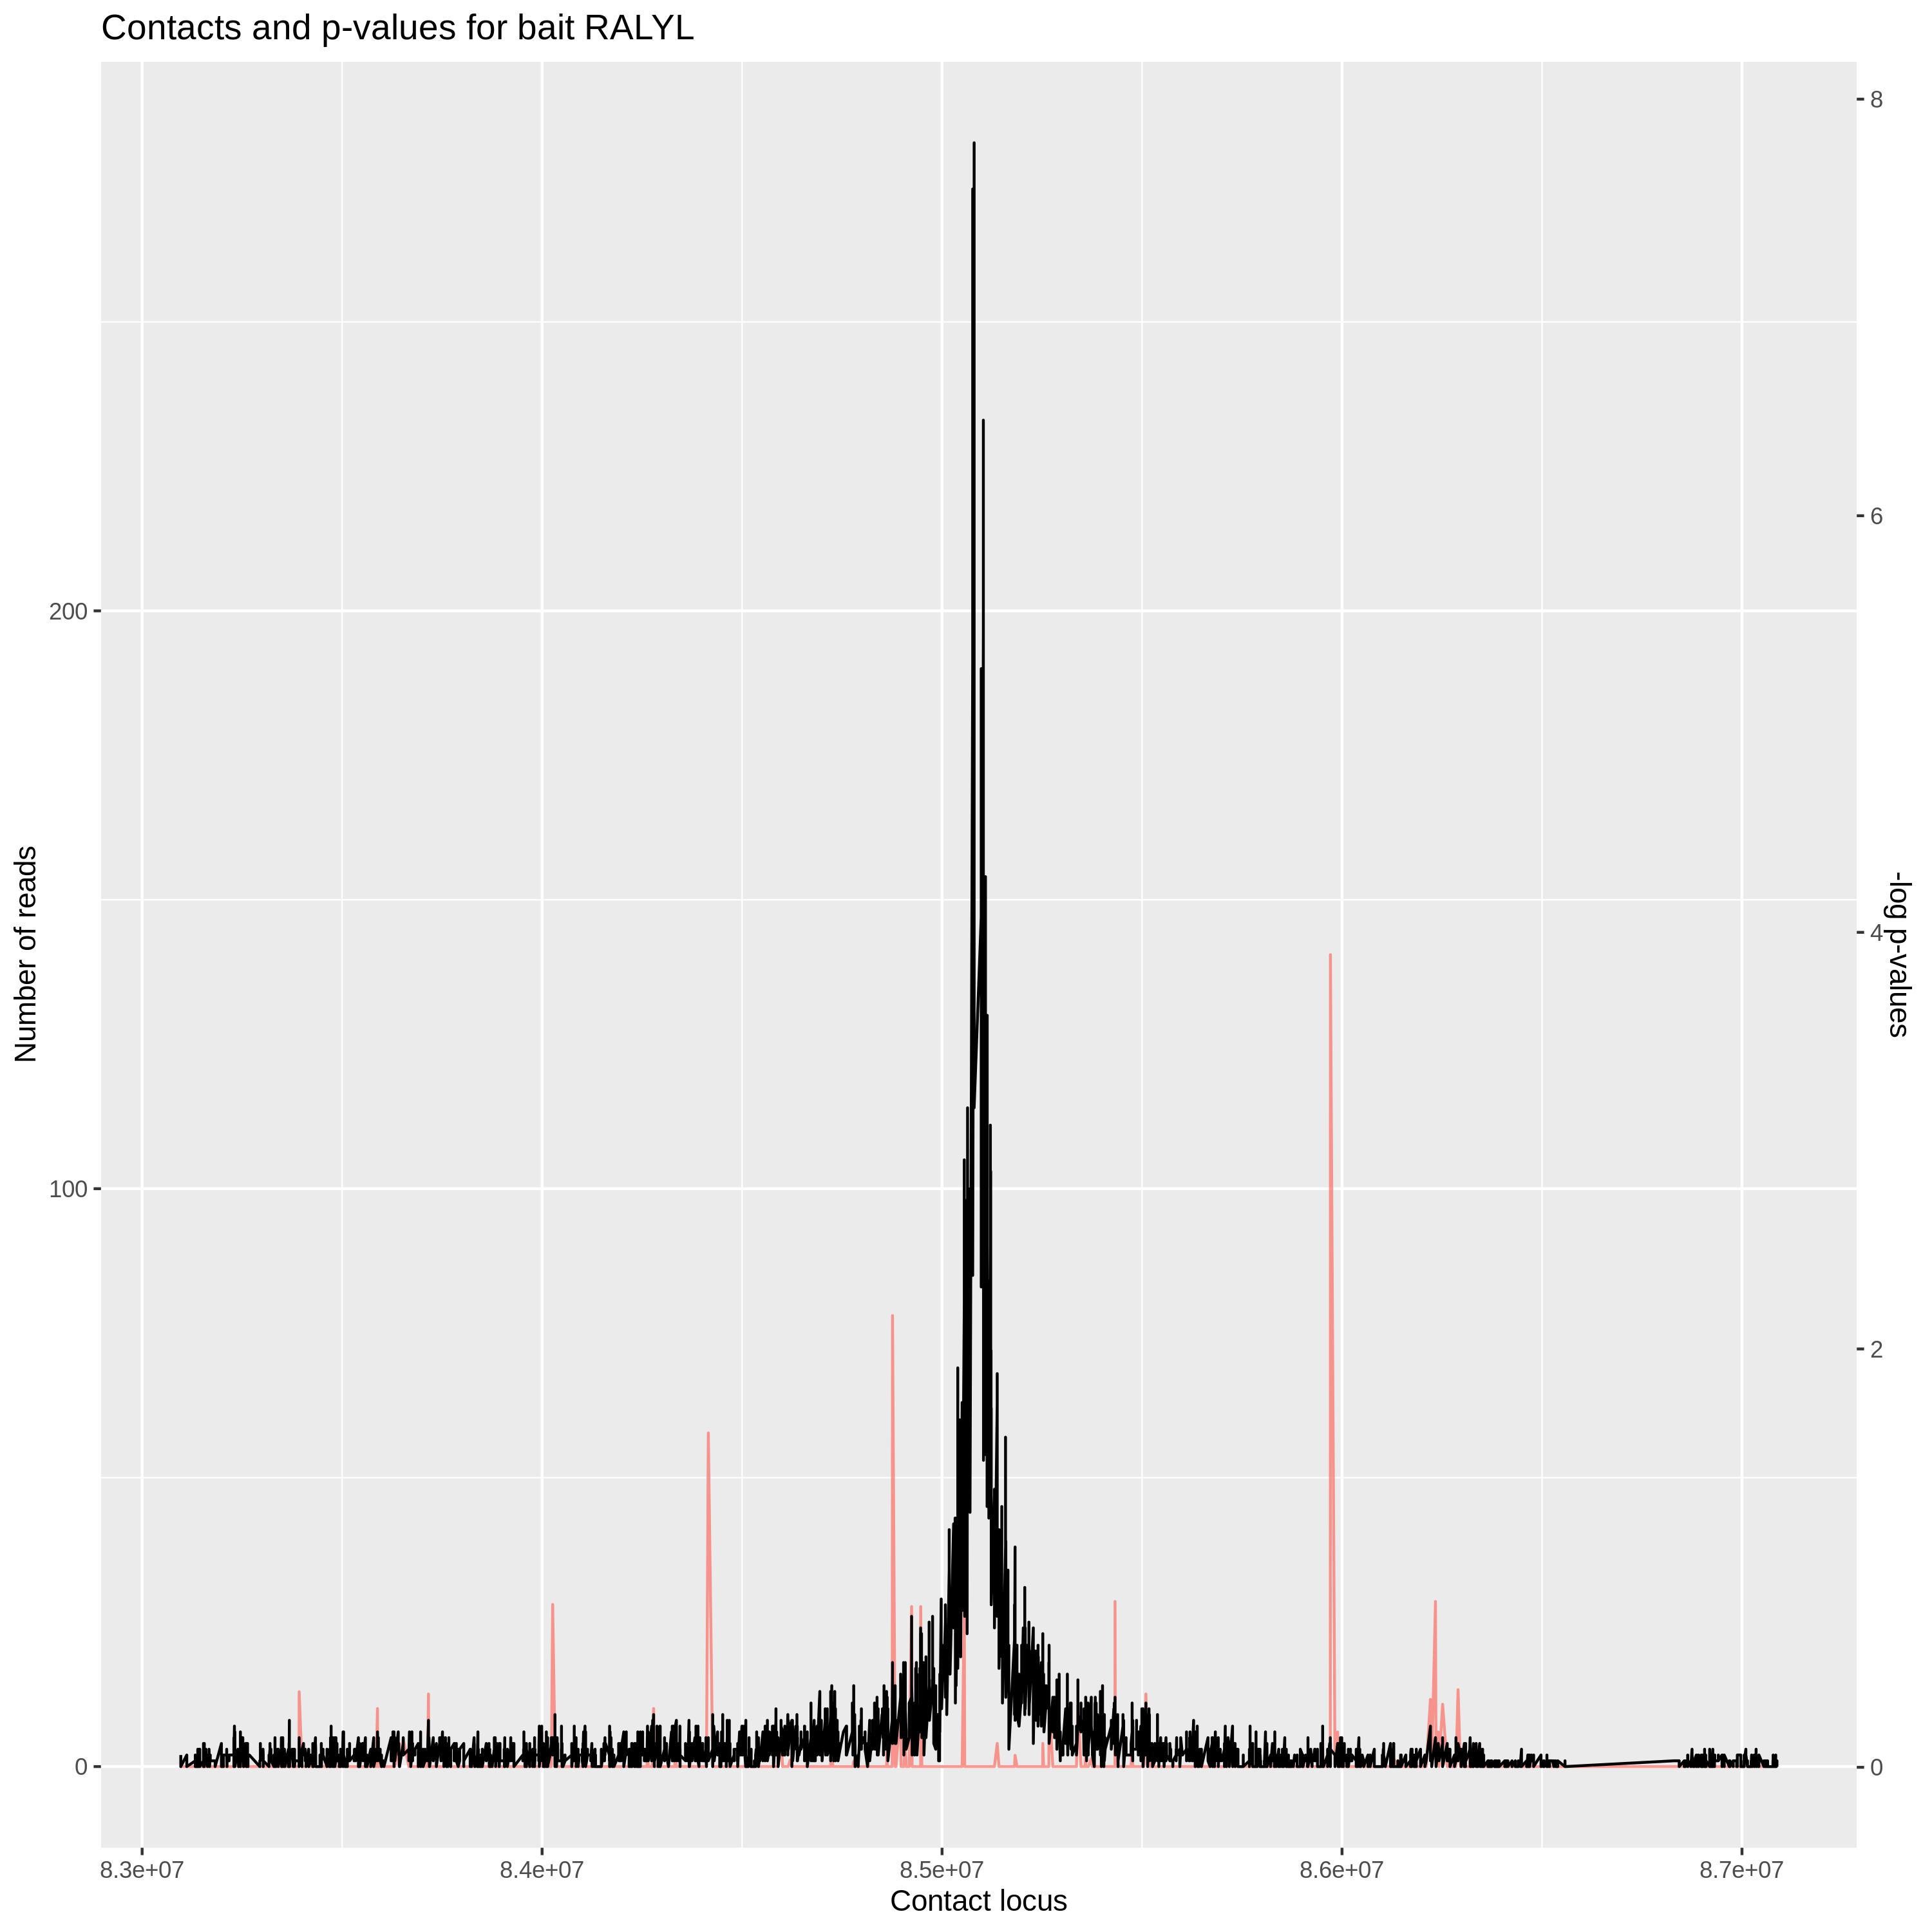 Contacts and p-values for bait RALYL
Number of reads
200
100
0
8
6
4
2
0
-log p-values
8.3e+07
8.4e+07
8.5e+07
8.6e+07
8.7e+07
Contact locus